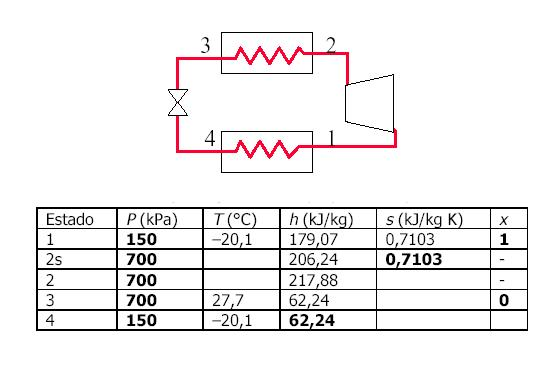 3 2
4 1
Estado P (kPa) T (°C) h (kJ/kg) s (kJ/kg K) x
1 150 –20,1 179,07 0,7103 1
2s 700 206,24 0,7103 -
2 700 217,88 -
3 700 27,7 62,24 0
4 150 –20,1 62,24